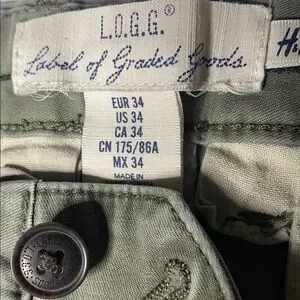 L.O.G.G.®
Label of Graded Goods
H
EUR 34
US 34
CA 34
CN 175/86A
MX 34
MADE IN